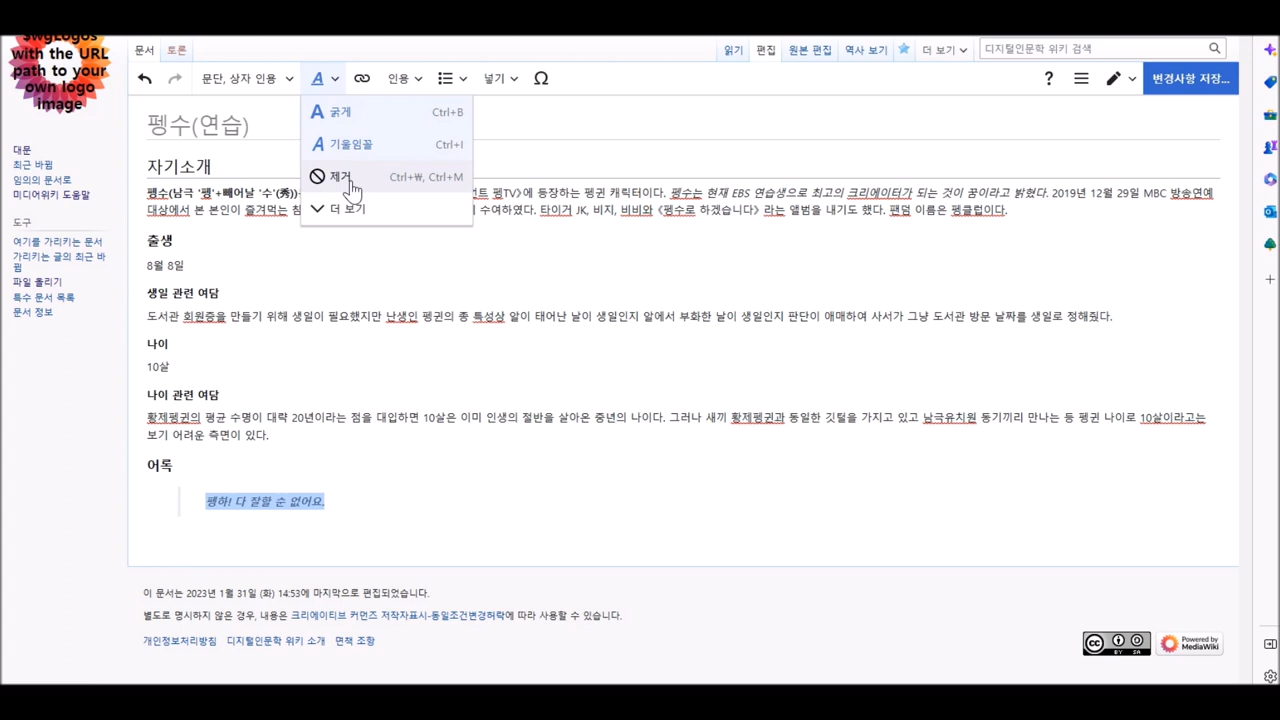 $wgLogos
with the URL
path to your
own logo
image
문서 토론
읽기 편집 원본 편집 역사 보기 더 보기 디지털인문학 위키 검색
문단, 상자 인용 A 인용 넣기 Ω ? 변경사항 저장...
A 굵게 Ctrl+B
A 기울임꼴 Ctrl+I
제거 Ctrl+₩, Ctrl+M
더 보기
대문
최근 바뀜
임의의 문서로
미디어위키 도움말
도구
여기를 가리키는 문서
가리키는 글의 최근 바
뀜
파일 올리기
특수 문서 목록
문서 정보
펭수(연습)
자기소개
펭수(남극 '펭'+빼어날 '수'(秀)) 트 펭TV>에 등장하는 펭귄 캐릭터이다. 펭수는 현재 EBS 연습생으로 최고의 크리에이터가 되는 것이 꿈이라고 밝혔다. 2019년 12월 29일 MBC 방송연예
대상에서 본 본인이 즐겨먹는 참 수여하였다. 타이거 JK, 비지, 비비와 《펭수로 하겠습니다》 라는 앨범을 내기도 했다. 팬덤 이름은 펭클럽이다.
출생
8월 8일
생일 관련 여담
도서관 회원증을 만들기 위해 생일이 필요했지만 난생인 펭귄의 종 특성상 알이 태어난 날이 생일인지 알에서 부화한 날이 생일인지 판단이 애매하여 사서가 그냥 도서관 방문 날짜를 생일로 정해줬다.
나이
10살
나이 관련 여담
황제펭귄의 평균 수명이 대략 20년이라는 점을 대입하면 10살은 이미 인생의 절반을 살아온 중년의 나이다. 그러나 새끼 황제펭귄과 동일한 깃털을 가지고 있고 남극유치원 동기끼리 만나는 등 펭귄 나이로 10살이라고는
보기 어려운 측면이 있다.
어록
펭하! 다 잘할 순 없어요.
이 문서는 2023년 1월 31일 (화) 14:53에 마지막으로 편집되었습니다.
별도로 명시하지 않은 경우, 내용은 크리에이티브 커먼즈 저작자표시-동일조건변경허락에 따라 사용할 수 있습니다.
개인정보처리방침 디지털인문학 위키 소개 면책 조항
cc BY SA Powered by
MediaWiki